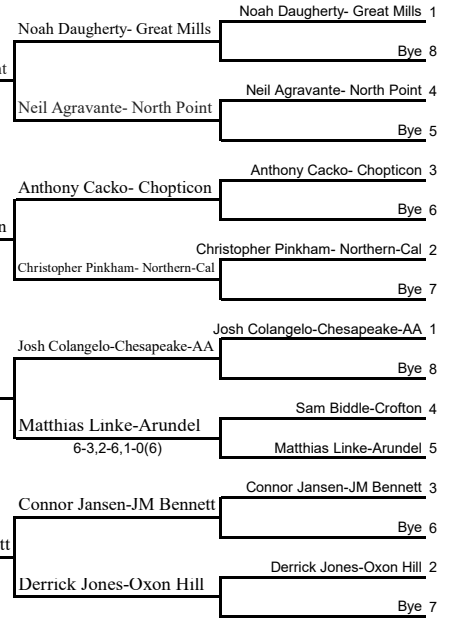 Noah Daugherty- Great Mills 1
Noah Daugherty- Great Mills
Bye 8
nt
Neil Agravante- North Point 4
Neil Agravante- North Point
Bye 5
Anthony Cacko- Chopticon 3
Anthony Cacko- Chopticon
Bye 6
n
Christopher Pinkham- Northern-Cal 2
Christopher Pinkham- Northern-Cal
Bye 7
Josh Colangelo-Chesapeake-AA 1
Josh Colangelo-Chesapeake-AA
Bye 8
Sam Biddle-Crofton 4
Matthias Linke-Arundel
6-3,2-6,1-0(6)
Matthias Linke-Arundel 5
Connor Jansen-JM Bennett 3
Connor Jansen-JM Bennett
Bye 6
tt
Derrick Jones-Oxon Hill 2
Derrick Jones-Oxon Hill
Bye 7